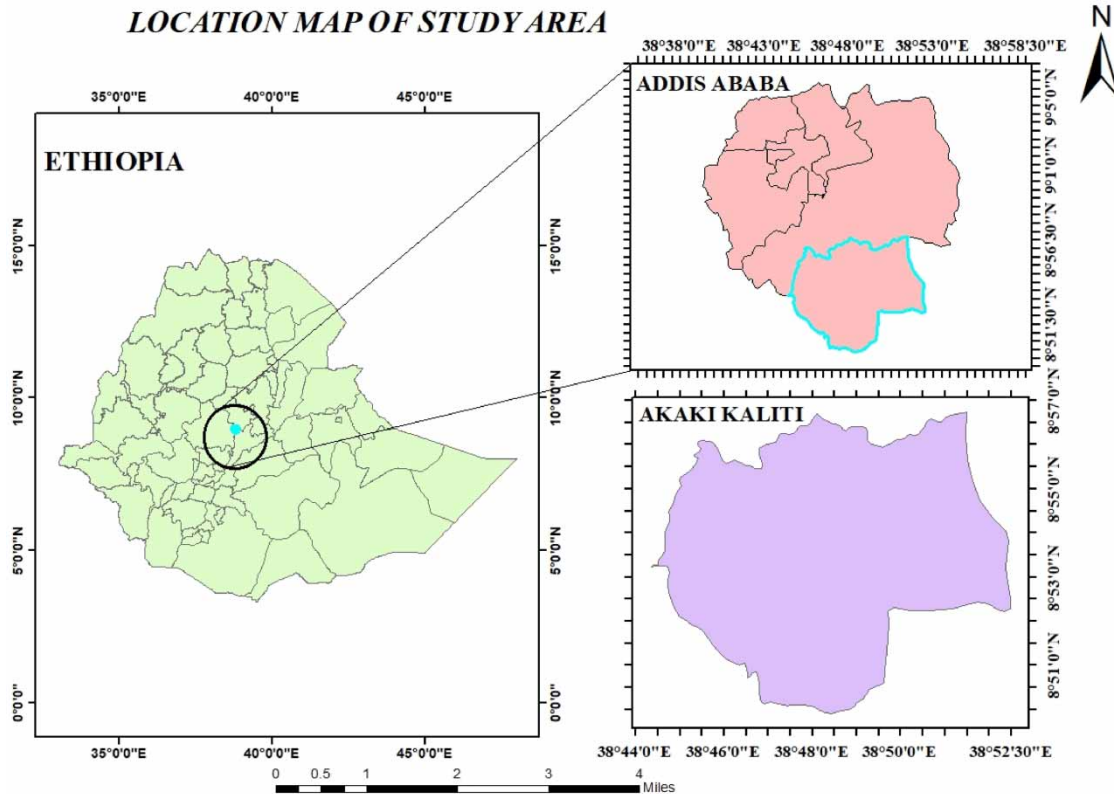 LOCATION MAP OF STUDY AREA
N
35°0'0"E 40°0'0"E 45°0'0"E
ETHIOPIA
15°0'0"N
10°0'0"N
5°0'0"N
0°0'0"
15°0'0"N
10°0'0"N
5°0'0"N
0°0'0"
35°0'0"E 40°0'0"E 45°0'0"E
38°38'0"E 38°43'0"E 38°48'0"E 38°53'0"E 38°58'30"E
ADDIS ABABA
9°5'0"N
9°1'0"N
8°56'30"N
8°51'30"N
AKAKI KALITI
8°57'0"N
8°55'0"N
8°53'0"N
8°51'0"N
38°44'0"E 38°46'0"E 38°48'0"E 38°50'0"E 38°52'30"E
0 0.5 1 2 3 4
Miles